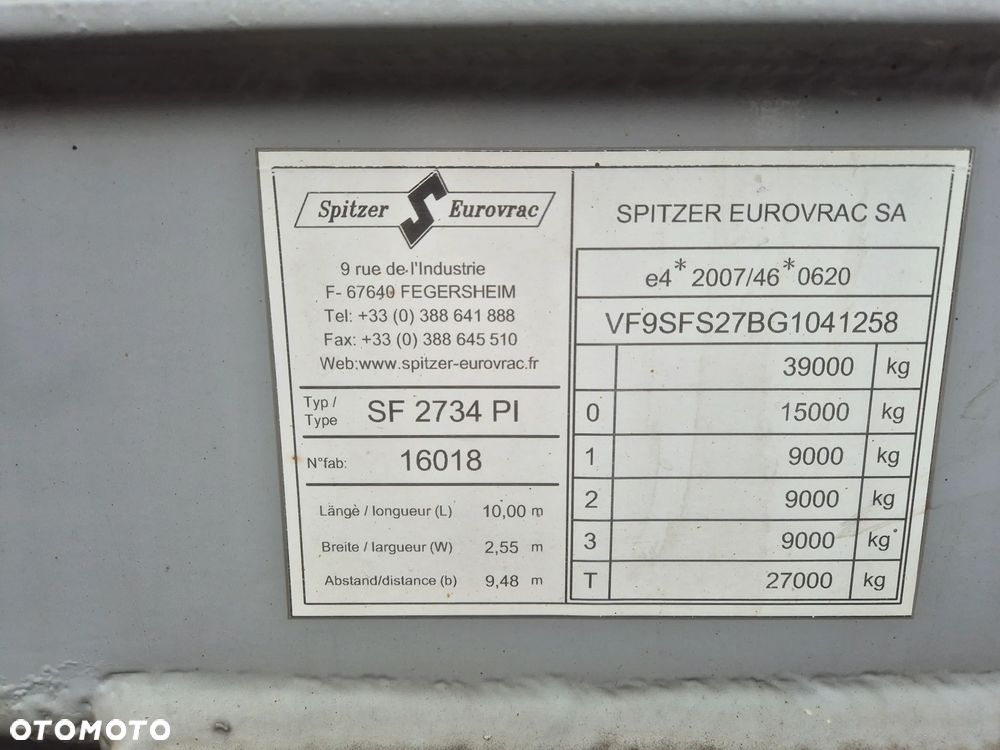 Spitzer Eurovrac
9 rue de l'Industrie
F- 67640 FEGERSHEIM
Tel: +33 (0) 388 641 888
Fax: +33 (0) 388 645 510
Web:www.spitzer-eurovrac.fr
Typ /
Type
SF 2734 PI
N°fab: 16018
Länge / longueur (L) 10,00 m
Breite / largueur (W) 2,55 m
Abstand/distance (b) 9,48 m
SPITZER EUROVRAC SA
e4*2007/46*0620
VF9SFS27BG1041258
39000 kg
0 15000 kg
1 9000 kg
2 9000 kg
3 9000 kg
T 27000 kg
OTOMOTO